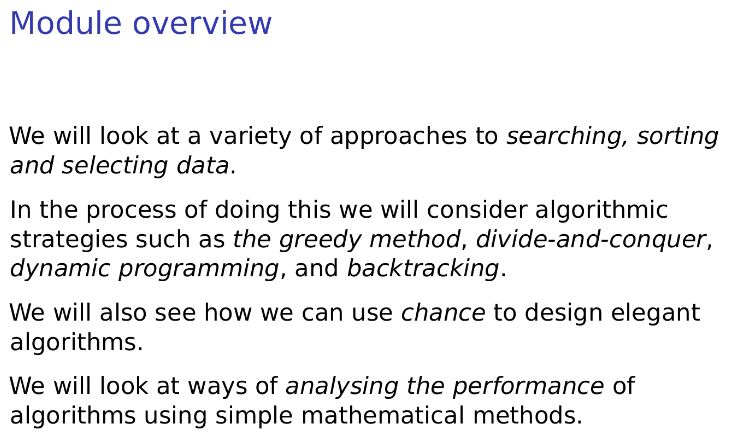 Module overview
We will look at a variety of approaches to searching, sorting
and selecting data.
In the process of doing this we will consider algorithmic
strategies such as the greedy method, divide-and-conquer,
dynamic programming, and backtracking.
We will also see how we can use chance to design elegant
algorithms.
We will look at ways of analysing the performance of
algorithms using simple mathematical methods.